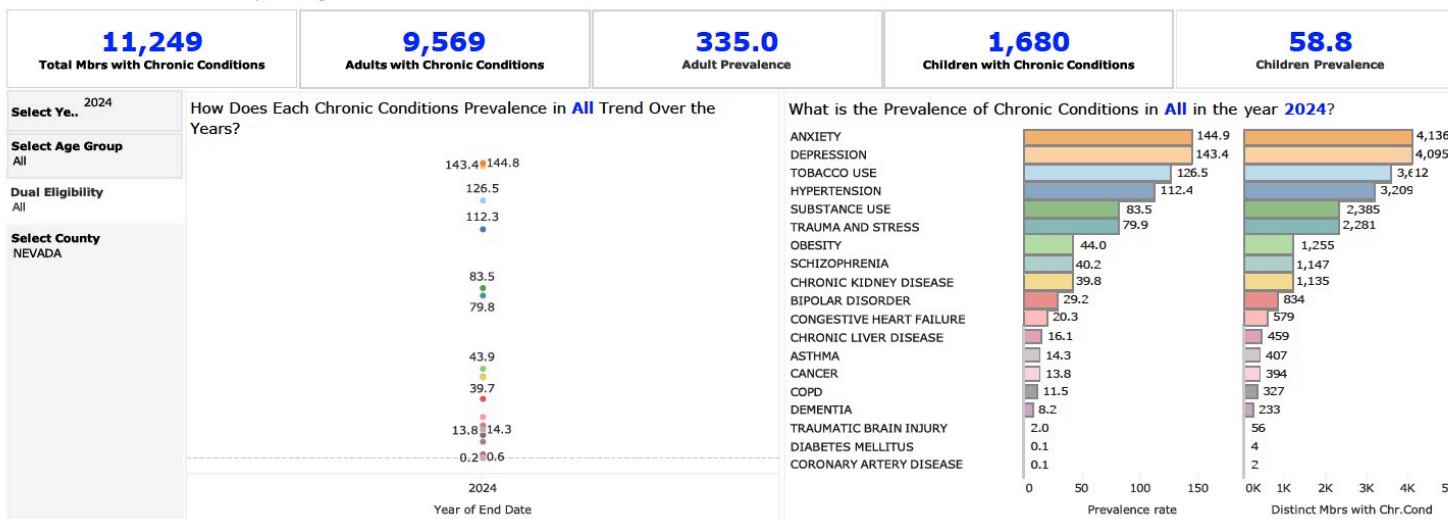 11,249
Total Mbrs with Chronic Conditions
9,569
Adults with Chronic Conditions
335.0
Adult Prevalence
1,680
Children with Chronic Conditions
58.8
Children Prevalence
Select Ye.. 2024
Select Age Group
All
Dual Eligibility
All
Select County
NEVADA
How Does Each Chronic Conditions Prevalence in All Trend Over the
Years?
143.4 144.8
126.5
112.3
83.5
79.8
43.9
39.7
13.8 14.3
0.2 0.6
2024
Year of End Date
What is the Prevalence of Chronic Conditions in All in the year 2024?
ANXIETY 144.9 4,136
DEPRESSION 143.4 4,095
TOBACCO USE 126.5 3,612
HYPERTENSION 112.4 3,209
SUBSTANCE USE 83.5 2,385
TRAUMA AND STRESS 79.9 2,281
OBESITY 44.0 1,255
SCHIZOPHRENIA 40.2 1,147
CHRONIC KIDNEY DISEASE 39.8 1,135
BIPOLAR DISORDER 29.2 834
CONGESTIVE HEART FAILURE 20.3 579
CHRONIC LIVER DISEASE 16.1 459
ASTHMA 14.3 407
CANCER 13.8 394
COPD 11.5 327
DEMENTIA 8.2 233
TRAUMATIC BRAIN INJURY 2.0 56
DIABETES MELLITUS 0.1 4
CORONARY ARTERY DISEASE 0.1 2
0 50 100 150 0K 1K 2K 3K 4K
Prevalence rate Distinct Mbrs with Chr.Cond